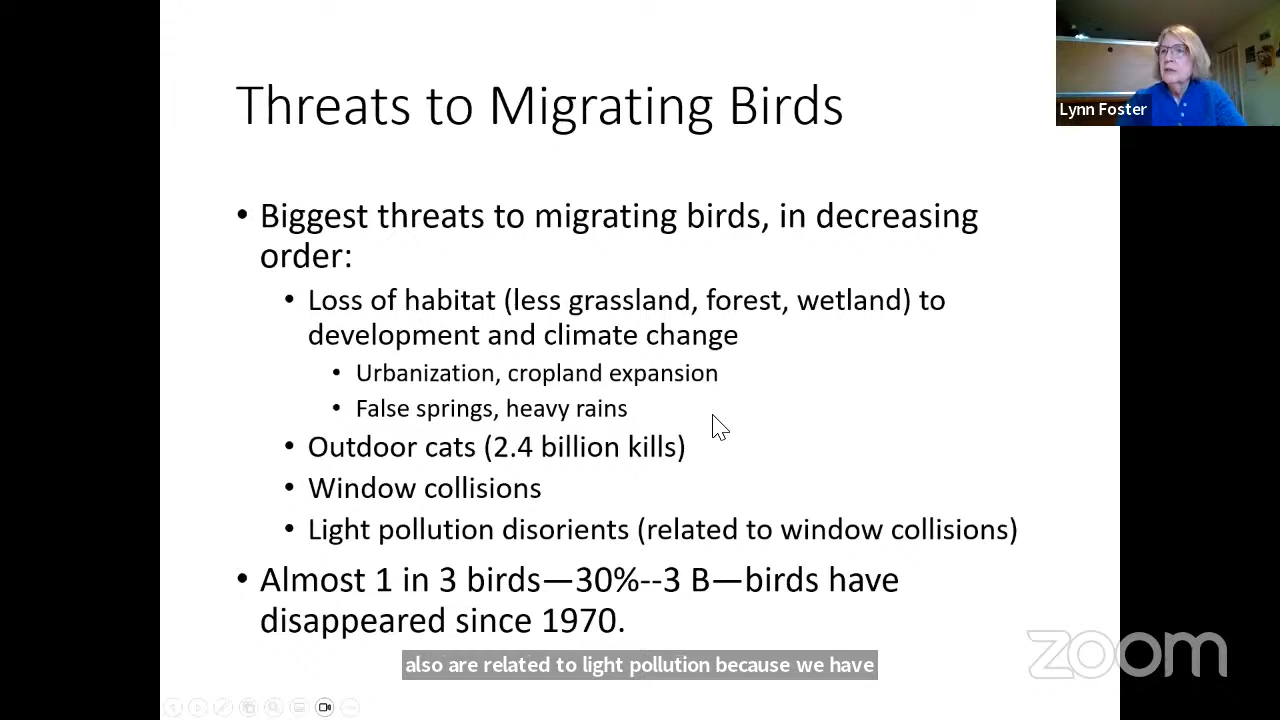 Threats to Migrating Birds
Lynn Foster
• Biggest threats to migrating birds, in decreasing
order:
• Loss of habitat (less grassland, forest, wetland) to
development and climate change
• Urbanization, cropland expansion
• False springs, heavy rains
• Outdoor cats (2.4 billion kills)
• Window collisions
• Light pollution disorients (related to window collisions)
• Almost 1 in 3 birds—30%--3 B—birds have
disappeared since 1970.
zoom
also are related to light pollution because we have